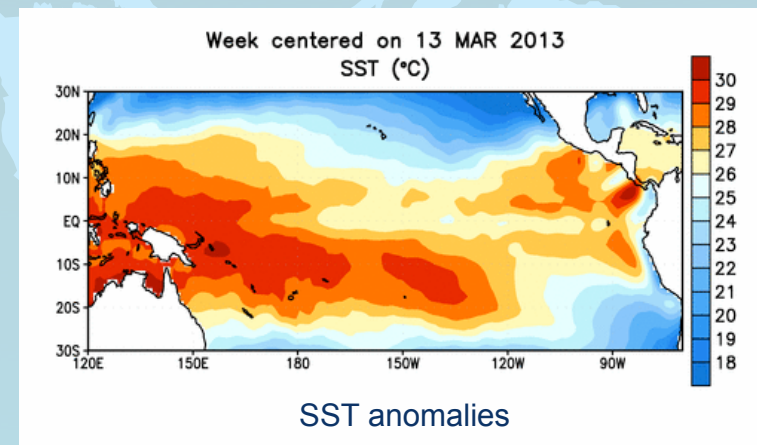 Week centered on 13 MAR 2013
SST (°C)
30N
20N
10N
EQ
10S
20S
30S
120E 150E 180 150W 120W 90W
30
29
28
27
26
25
24
23
22
21
20
19
18
SST anomalies